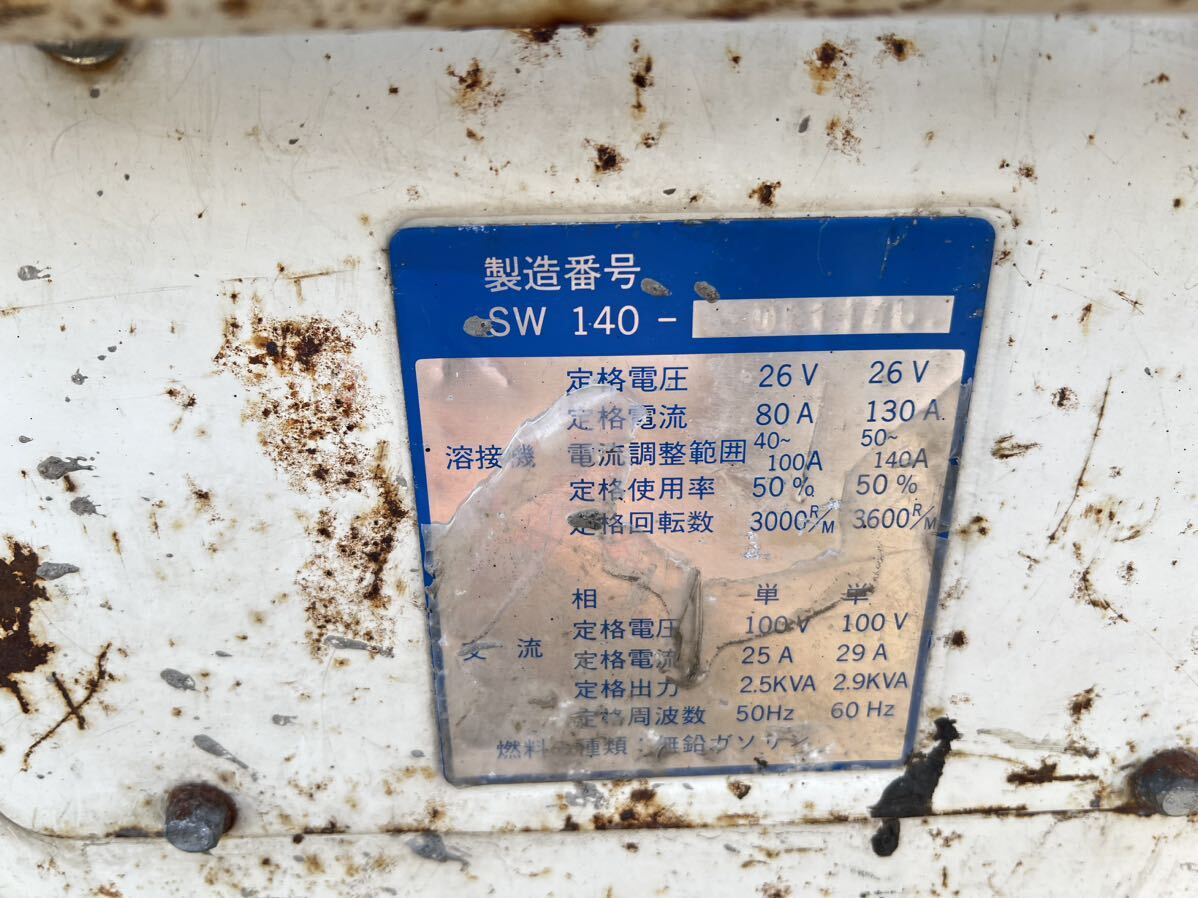 製造番号
SW 140 -
定格電圧 26 V 26 V
定格電流 80 A 130 A
溶接機 電流調整範囲 40~100A 50~140A
定格使用率 50 % 50 %
定格回転数 3000R/M 3600R/M
相 単 単
定格電圧 100 V 100 V
交流 定格電流 25 A 29 A
定格出力 2.5KVA 2.9KVA
定格周波数 50Hz 60 Hz
燃料の種類:無鉛ガソリン